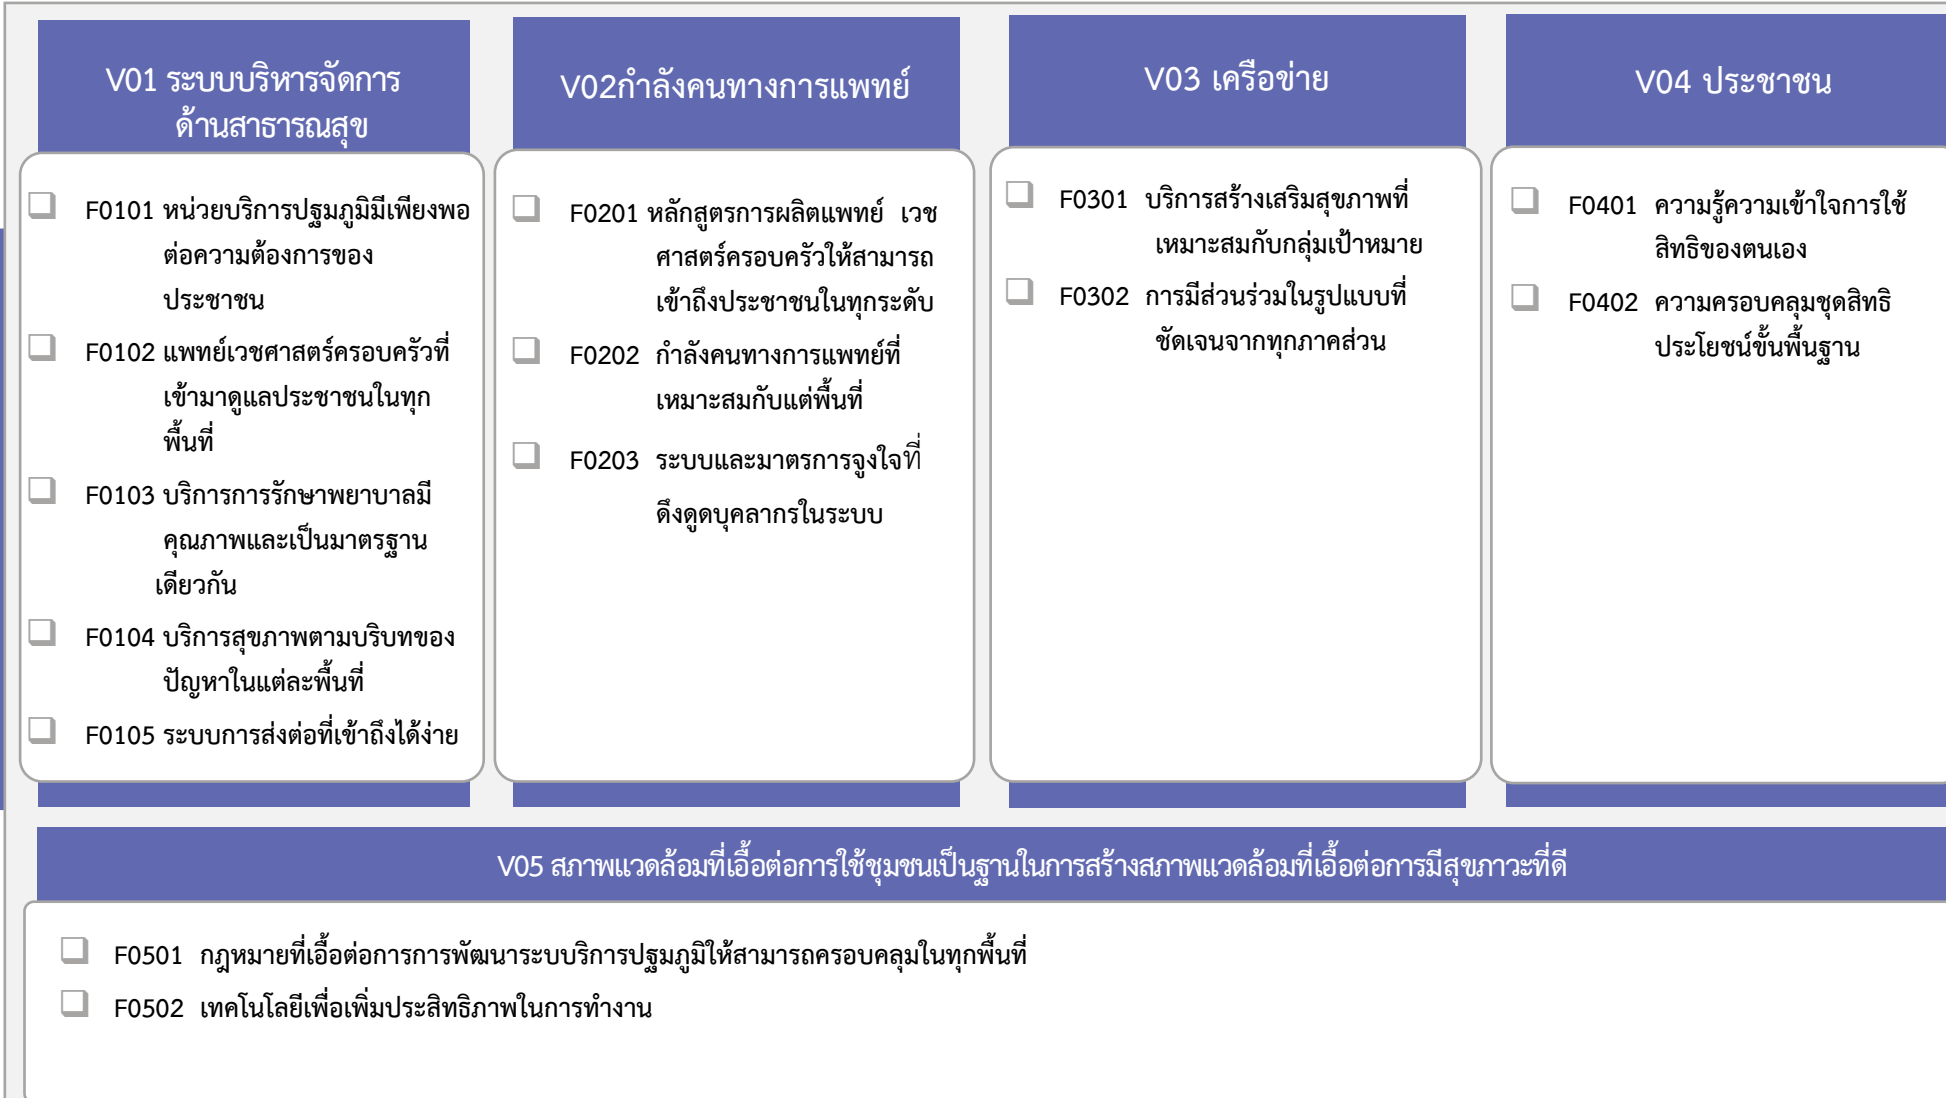 V01 ระบบบริหารจัดการ
ด้านสาธารณสุข
F0101 หน่วยบริการปฐมภูมิมีเพียงพอ
ต่อความต้องการของ
ประชาชน
F0102 แพทย์เวชศาสตร์ครอบครัวที่
เข้ามาดูแลประชาชนในทุก
พื้นที่
F0103 บริการการรักษาพยาบาลมี
คุณภาพและเป็นมาตรฐาน
เดียวกัน
F0104 บริการสุขภาพตามบริบทของ
ปัญหาในแต่ละพื้นที่
F0105 ระบบการส่งต่อที่เข้าถึงได้ง่าย
V02กำลังคนทางการแพทย์
F0201 หลักสูตรการผลิตแพทย์ เวช
ศาสตร์ครอบครัวให้สามารถ
เข้าถึงประชาชนในทุกระดับ
F0202 กำลังคนทางการแพทย์ที่
เหมาะสมกับแต่พื้นที่
F0203 ระบบและมาตรการจูงใจที่
ดึงดูดบุคลากรในระบบ
V03 เครือข่าย
F0301 บริการสร้างเสริมสุขภาพที่
เหมาะสมกับกลุ่มเป้าหมาย
F0302 การมีส่วนร่วมในรูปแบบที่
ชัดเจนจากทุกภาคส่วน
V04 ประชาชน
F0401 ความรู้ความเข้าใจการใช้
สิทธิของตนเอง
F0402 ความครอบคลุมชุดสิทธิ
ประโยชน์ขั้นพื้นฐาน
V05 สภาพแวดล้อมที่เอื้อต่อการใช้ชุมชนเป็นฐานในการสร้างสภาพแวดล้อมที่เอื้อต่อการมีสุขภาวะที่ดี
F0501 กฎหมายที่เอื้อต่อการการพัฒนาระบบบริการปฐมภูมิให้สามารถครอบคลุมในทุกพื้นที่
F0502 เทคโนโลยีเพื่อเพิ่มประสิทธิภาพในการทำงาน